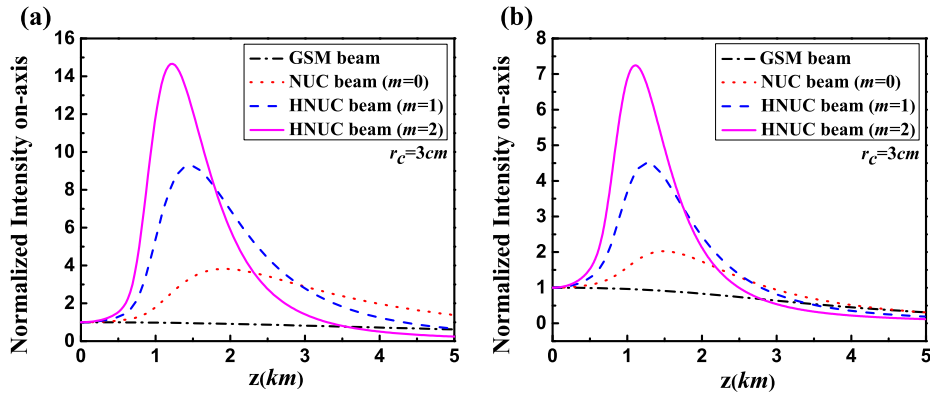 (a)
Normalized Intensity on-axis
16
14
12
10
8
6
4
2
0
GSM beam
NUC beam (m=0)
HNUC beam (m=1)
HNUC beam (m=2)
r_c=3cm
0 1 2 3 4 5
z(km)
(b)
Normalized Intensity on-axis
8
7
6
5
4
3
2
1
0
GSM beam
NUC beam (m=0)
HNUC beam (m=1)
HNUC beam (m=2)
r_c=3cm
0 1 2 3 4 5
z(km)